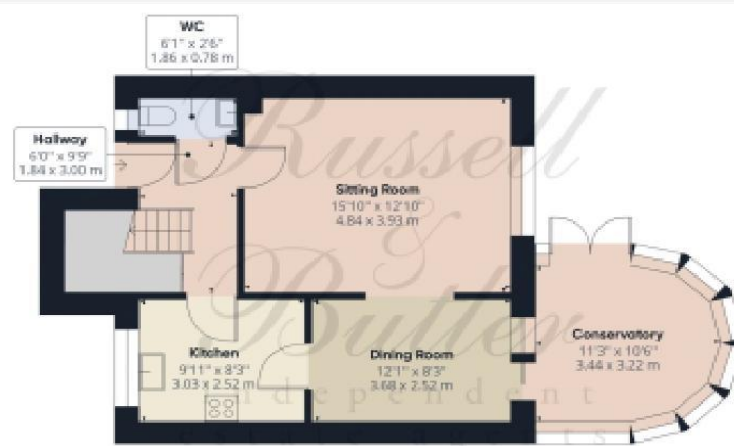 WC
6'1" x 2'6"
1.86 x 0.78 m
Hallway
6'0" x 9'9"
1.84 x 3.00 m
Sitting Room
15'10" x 12'10"
4.84 x 3.93 m
Kitchen
9'11" x 8'3"
3.03 x 2.52 m
Dining Room
12'1" x 8'3"
3.68 x 2.52 m
Conservatory
11'3" x 10'6"
3.44 x 3.22 m
Russell
&
Butler
independent
estate agents